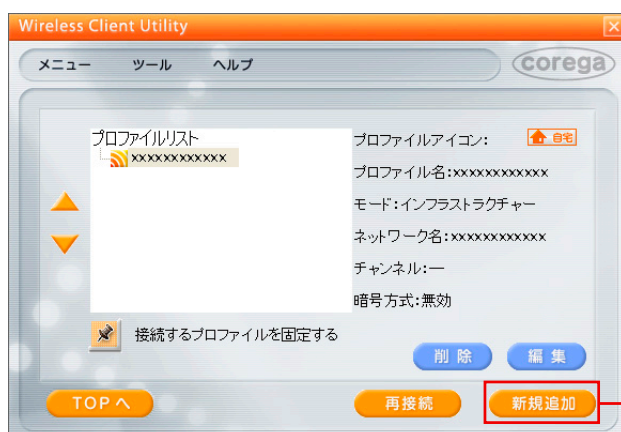 Wireless Client Utility
メニュー ツール ヘルプ corega
プロファイルリスト
xxxxxxxxxxxx
プロファイルアイコン: 自宅
プロファイル名:xxxxxxxxxxxx
モード:インフラストラクチャー
ネットワーク名:xxxxxxxxxxxx
チャンネル:—
暗号方式:無効
接続するプロファイルを固定する
削除 編集
TOPへ 再接続 新規追加